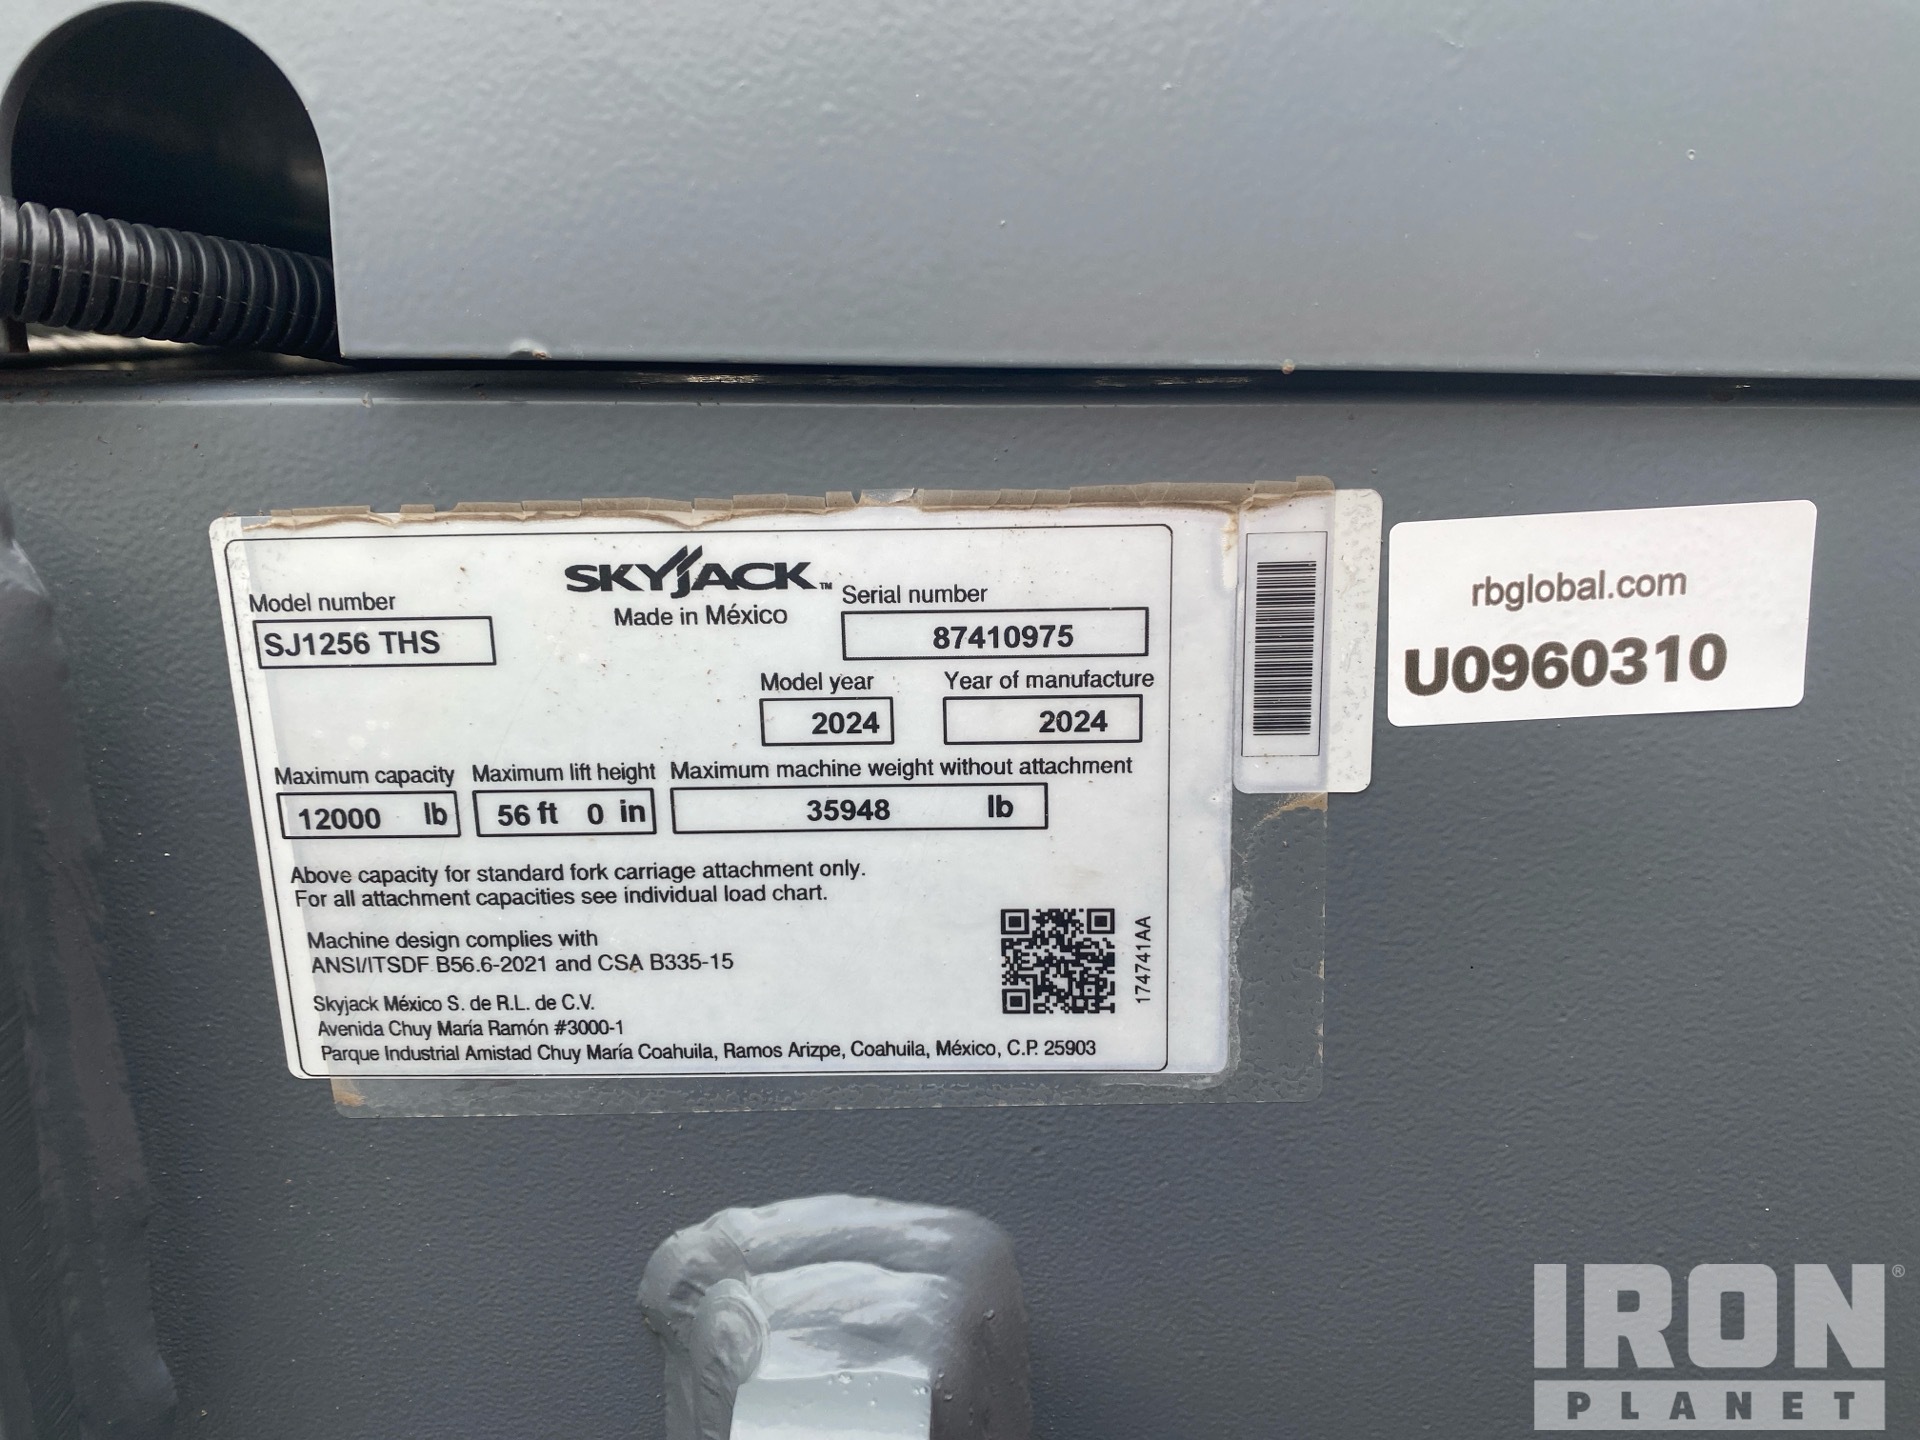 SKYJACK™
Made in México
Model number
SJ1256 THS
Serial number
87410975
Model year
2024
Year of manufacture
2024
Maximum capacity
12000 lb
Maximum lift height
56 ft 0 in
Maximum machine weight without attachment
35948 lb
Above capacity for standard fork carriage attachment only.
For all attachment capacities see individual load chart.
Machine design complies with
ANSI/ITSDF B56.6-2021 and CSA B335-15
Skyjack México S. de R.L. de C.V.
Avenida Chuy María Ramón #3000-1
Parque Industrial Amistad Chuy María Coahuila, Ramos Arizpe, Coahuila, México, C.P. 25903
174741AA
rbglobal.com
U0960310
IRON®
PLANET